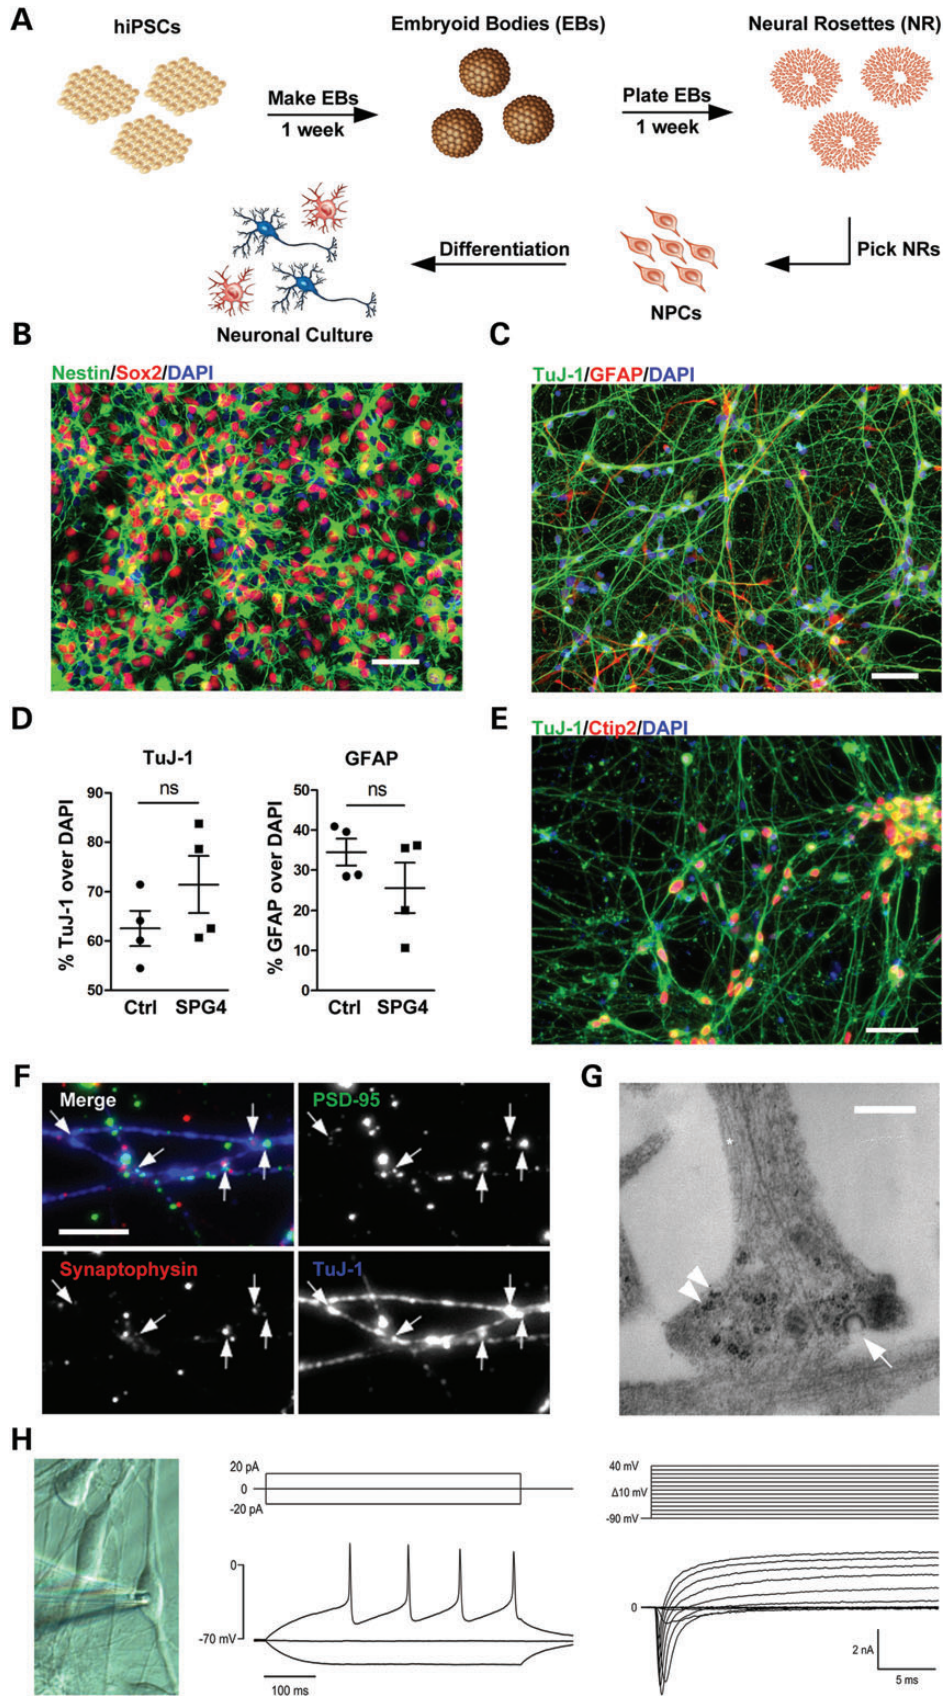 A
hiPSCs
Embryoid Bodies (EBs)
Neural Rosettes (NR)
Make EBs
1 week
Plate EBs
1 week
Pick NRs
Differentiation
NPCs
Neuronal Culture
B
Nestin/Sox2/DAPI
C
TuJ-1/GFAP/DAPI
D
TuJ-1
ns
% TuJ-1 over DAPI
90
80
70
60
50
Ctrl SPG4
GFAP
ns
% GFAP over DAPI
50
40
30
20
10
0
Ctrl SPG4
E
TuJ-1/Ctip2/DAPI
F
Merge
PSD-95
Synaptophysin
TuJ-1
G
*
H
20 pA
0
-20 pA
0
-70 mV
100 ms
40 mV
Δ10 mV
-90 mV
0
2 nA
5 ms